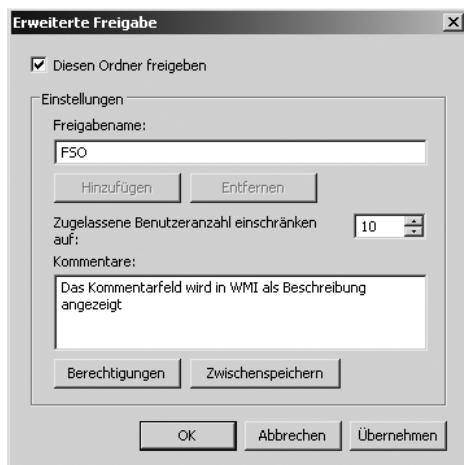 Erweiterte Freigabe
Diesen Ordner freigeben
Einstellungen
Freigabename:
FSO
Hinzufügen Entfernen
Zugelassene Benutzeranzahl einschränken
auf:
10
Kommentare:
Das Kommentarfeld wird in WMI als Beschreibung
angezeigt
Berechtigungen Zwischenspeichern
OK Abbrechen Übernehmen